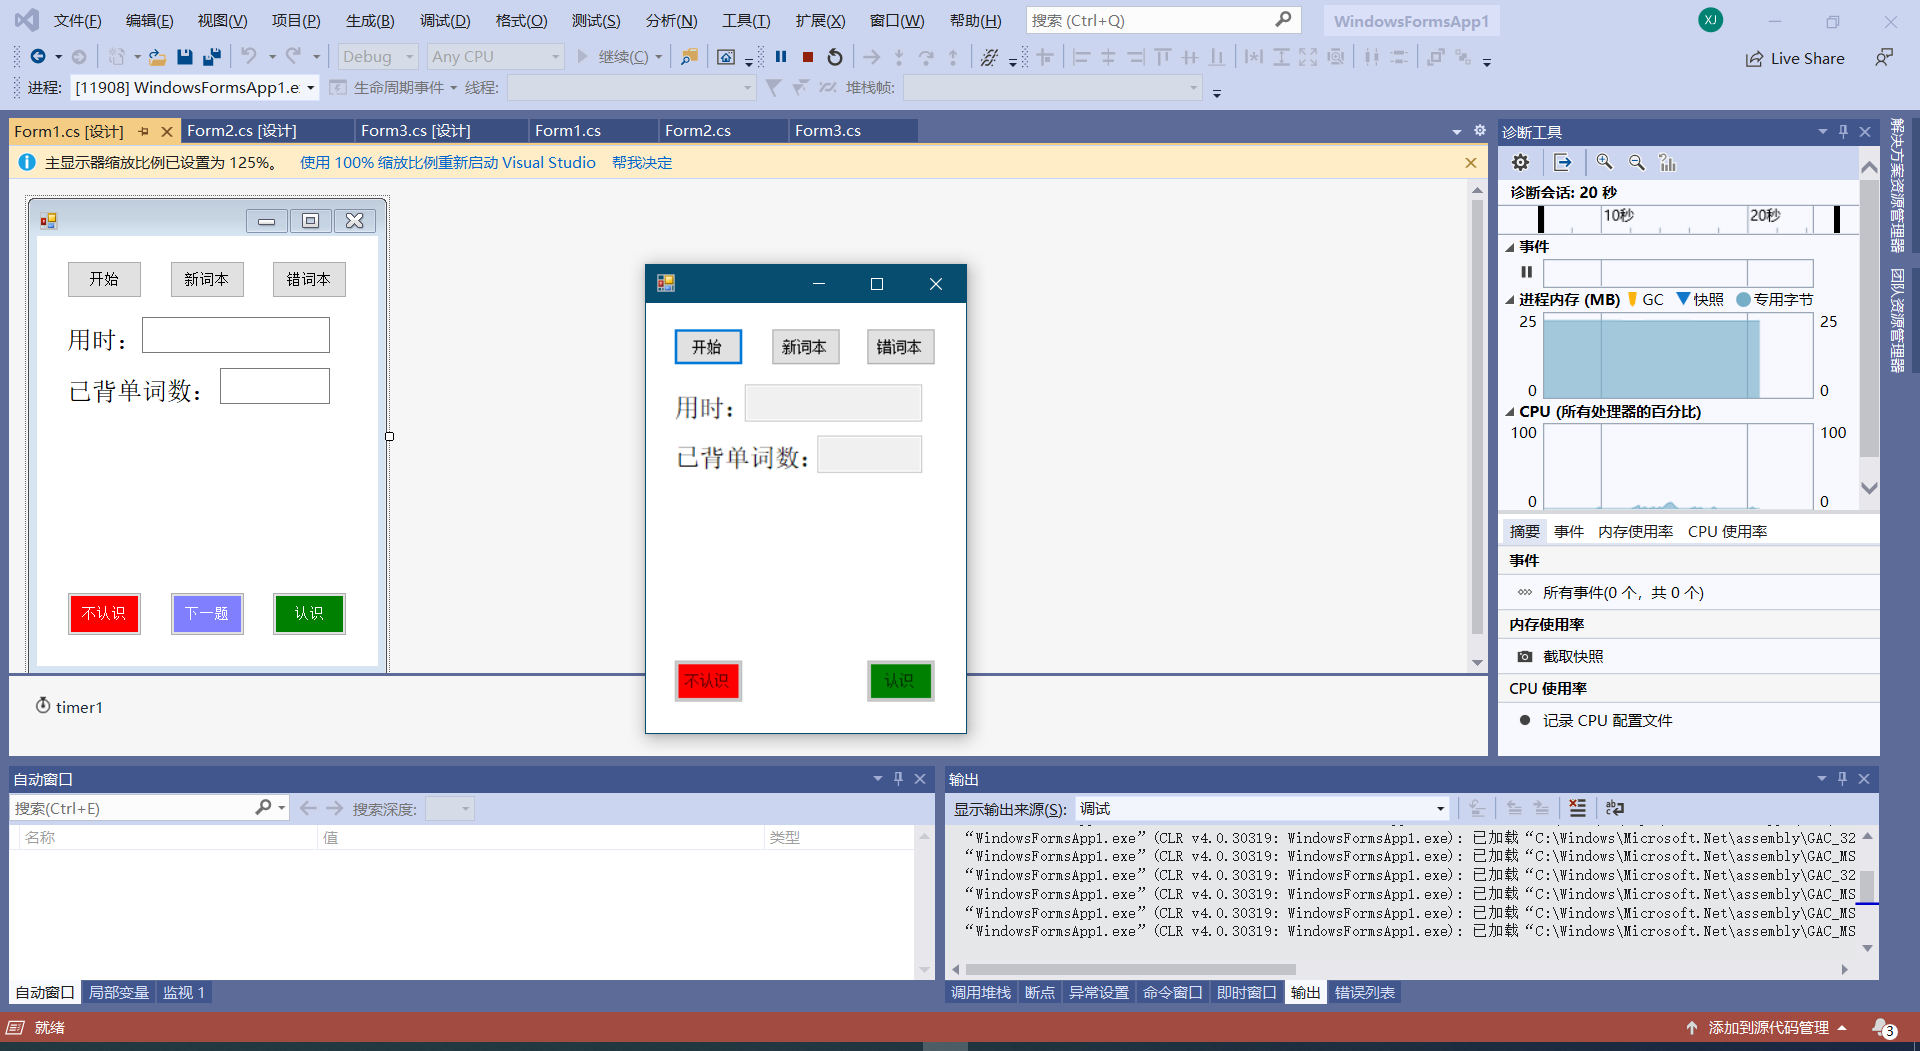 文件(F) 编辑(E) 视图(V) 项目(P) 生成(B) 调试(D) 格式(O) 测试(S) 分析(N) 工具(T) 扩展(X) 窗口(W) 帮助(H) 搜索 (Ctrl+Q) WindowsFormsApp1 XJ
Debug Any CPU 继续(C) Live Share
进程: [11908] WindowsFormsApp1.e: 生命周期事件 线程: 堆栈帧:
Form1.cs [设计] Form2.cs [设计] Form3.cs [设计] Form1.cs Form2.cs Form3.cs
主显示器缩放比例已设置为 125%。 使用 100% 缩放比例重新启动 Visual Studio 帮我决定
开始 新词本 错词本
用时：
已背单词数：
不认识 下一题 认识
timer1
开始 新词本 错词本
用时：
已背单词数：
不认识 认识
诊断工具
诊断会话: 20 秒
10秒 20秒
事件
进程内存 (MB) GC 快照 专用字节
25 25
0 0
CPU (所有处理器的百分比)
100 100
0 0
摘要 事件 内存使用率 CPU 使用率
事件
所有事件(0 个，共 0 个)
内存使用率
截取快照
CPU 使用率
记录 CPU 配置文件
解决方案资源管理器
团队资源管理器
自动窗口
搜索(Ctrl+E) 搜索深度:
名称 值 类型
自动窗口 局部变量 监视 1
输出
显示输出来源(S): 调试
“WindowsFormsApp1.exe”(CLR v4.0.30319: WindowsFormsApp1.exe): 已加载“C:\Windows\Microsoft.Net\assembly\GAC_32
“WindowsFormsApp1.exe”(CLR v4.0.30319: WindowsFormsApp1.exe): 已加载“C:\Windows\Microsoft.Net\assembly\GAC_MS
“WindowsFormsApp1.exe”(CLR v4.0.30319: WindowsFormsApp1.exe): 已加载“C:\Windows\Microsoft.Net\assembly\GAC_32
“WindowsFormsApp1.exe”(CLR v4.0.30319: WindowsFormsApp1.exe): 已加载“C:\Windows\Microsoft.Net\assembly\GAC_MS
“WindowsFormsApp1.exe”(CLR v4.0.30319: WindowsFormsApp1.exe): 已加载“C:\Windows\Microsoft.Net\assembly\GAC_MS
“WindowsFormsApp1.exe”(CLR v4.0.30319: WindowsFormsApp1.exe): 已加载“C:\Windows\Microsoft.Net\assembly\GAC_MS
调用堆栈 断点 异常设置 命令窗口 即时窗口 输出 错误列表
就绪 添加到源代码管理 3